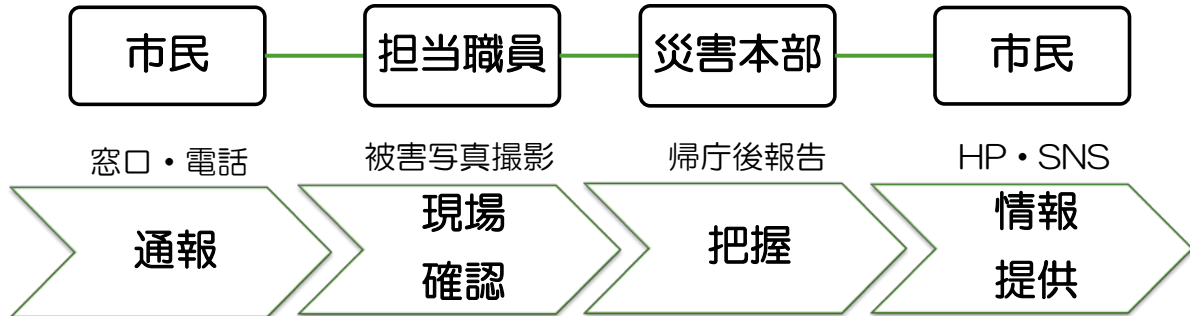 市民
担当職員
災害本部
市民
窓口・電話
被害写真撮影
帰庁後報告
HP・SNS
通報
現場
確認
把握
情報
提供